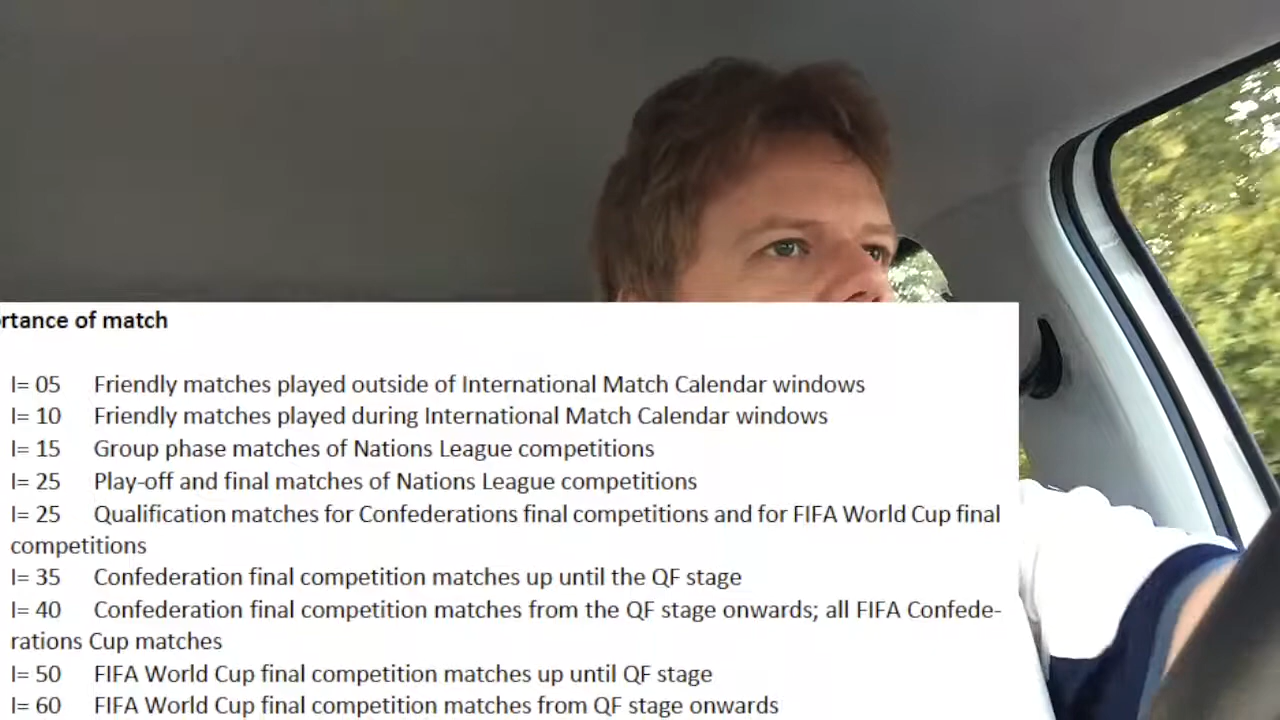 rtance of match
I= 05 Friendly matches played outside of International Match Calendar windows
I= 10 Friendly matches played during International Match Calendar windows
I= 15 Group phase matches of Nations League competitions
I= 25 Play-off and final matches of Nations League competitions
I= 25 Qualification matches for Confederations final competitions and for FIFA World Cup final
competitions
I= 35 Confederation final competition matches up until the QF stage
I= 40 Confederation final competition matches from the QF stage onwards; all FIFA Confede-
rations Cup matches
I= 50 FIFA World Cup final competition matches up until QF stage
I= 60 FIFA World Cup final competition matches from QF stage onwards